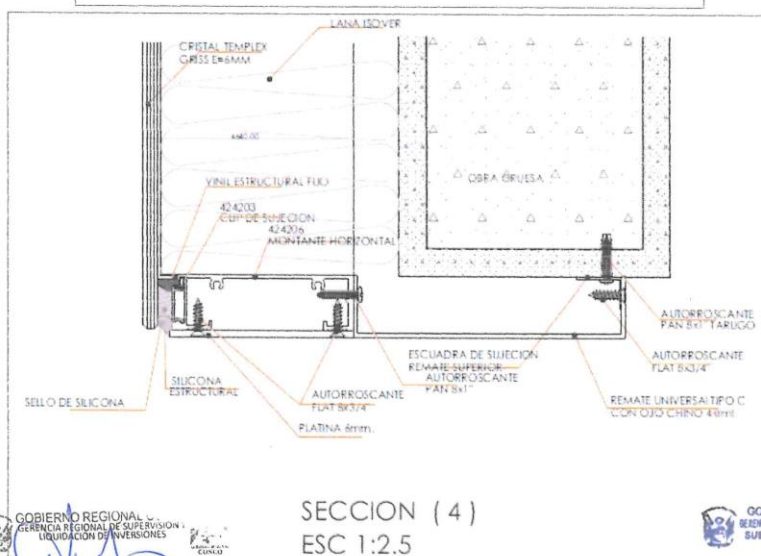 LANA ISOVER
CRISTAL TEMPLEX
GRISS E=6MM
VINIL ESTRUCTURAL FIJO
424203
CLIP DE SUJECION
424206
MONTANTE HORIZONTAL
OBRA GRUESA
AUTORROSCANTE
PAN 8x1" TARUGO
ESCUADRA DE SUJECION
REMATE SUPERIOR
AUTORROSCANTE
PAN 8x1"
AUTORROSCANTE
FLAT 8x3/4"
SILICONA
ESTRUCTURAL
SELLO DE SILICONA
AUTORROSCANTE
FLAT 8x3/4"
REMATE UNIVERSAL TIPO C
CON OJO CHINO
PLATINA 6mm.
GOBIERNO REGIONAL
GERENCIA REGIONAL DE SUPERVISION
LIQUIDACIÓN DE INVERSIONES
CUSCO
SECCION (4)
ESC 1:2.5